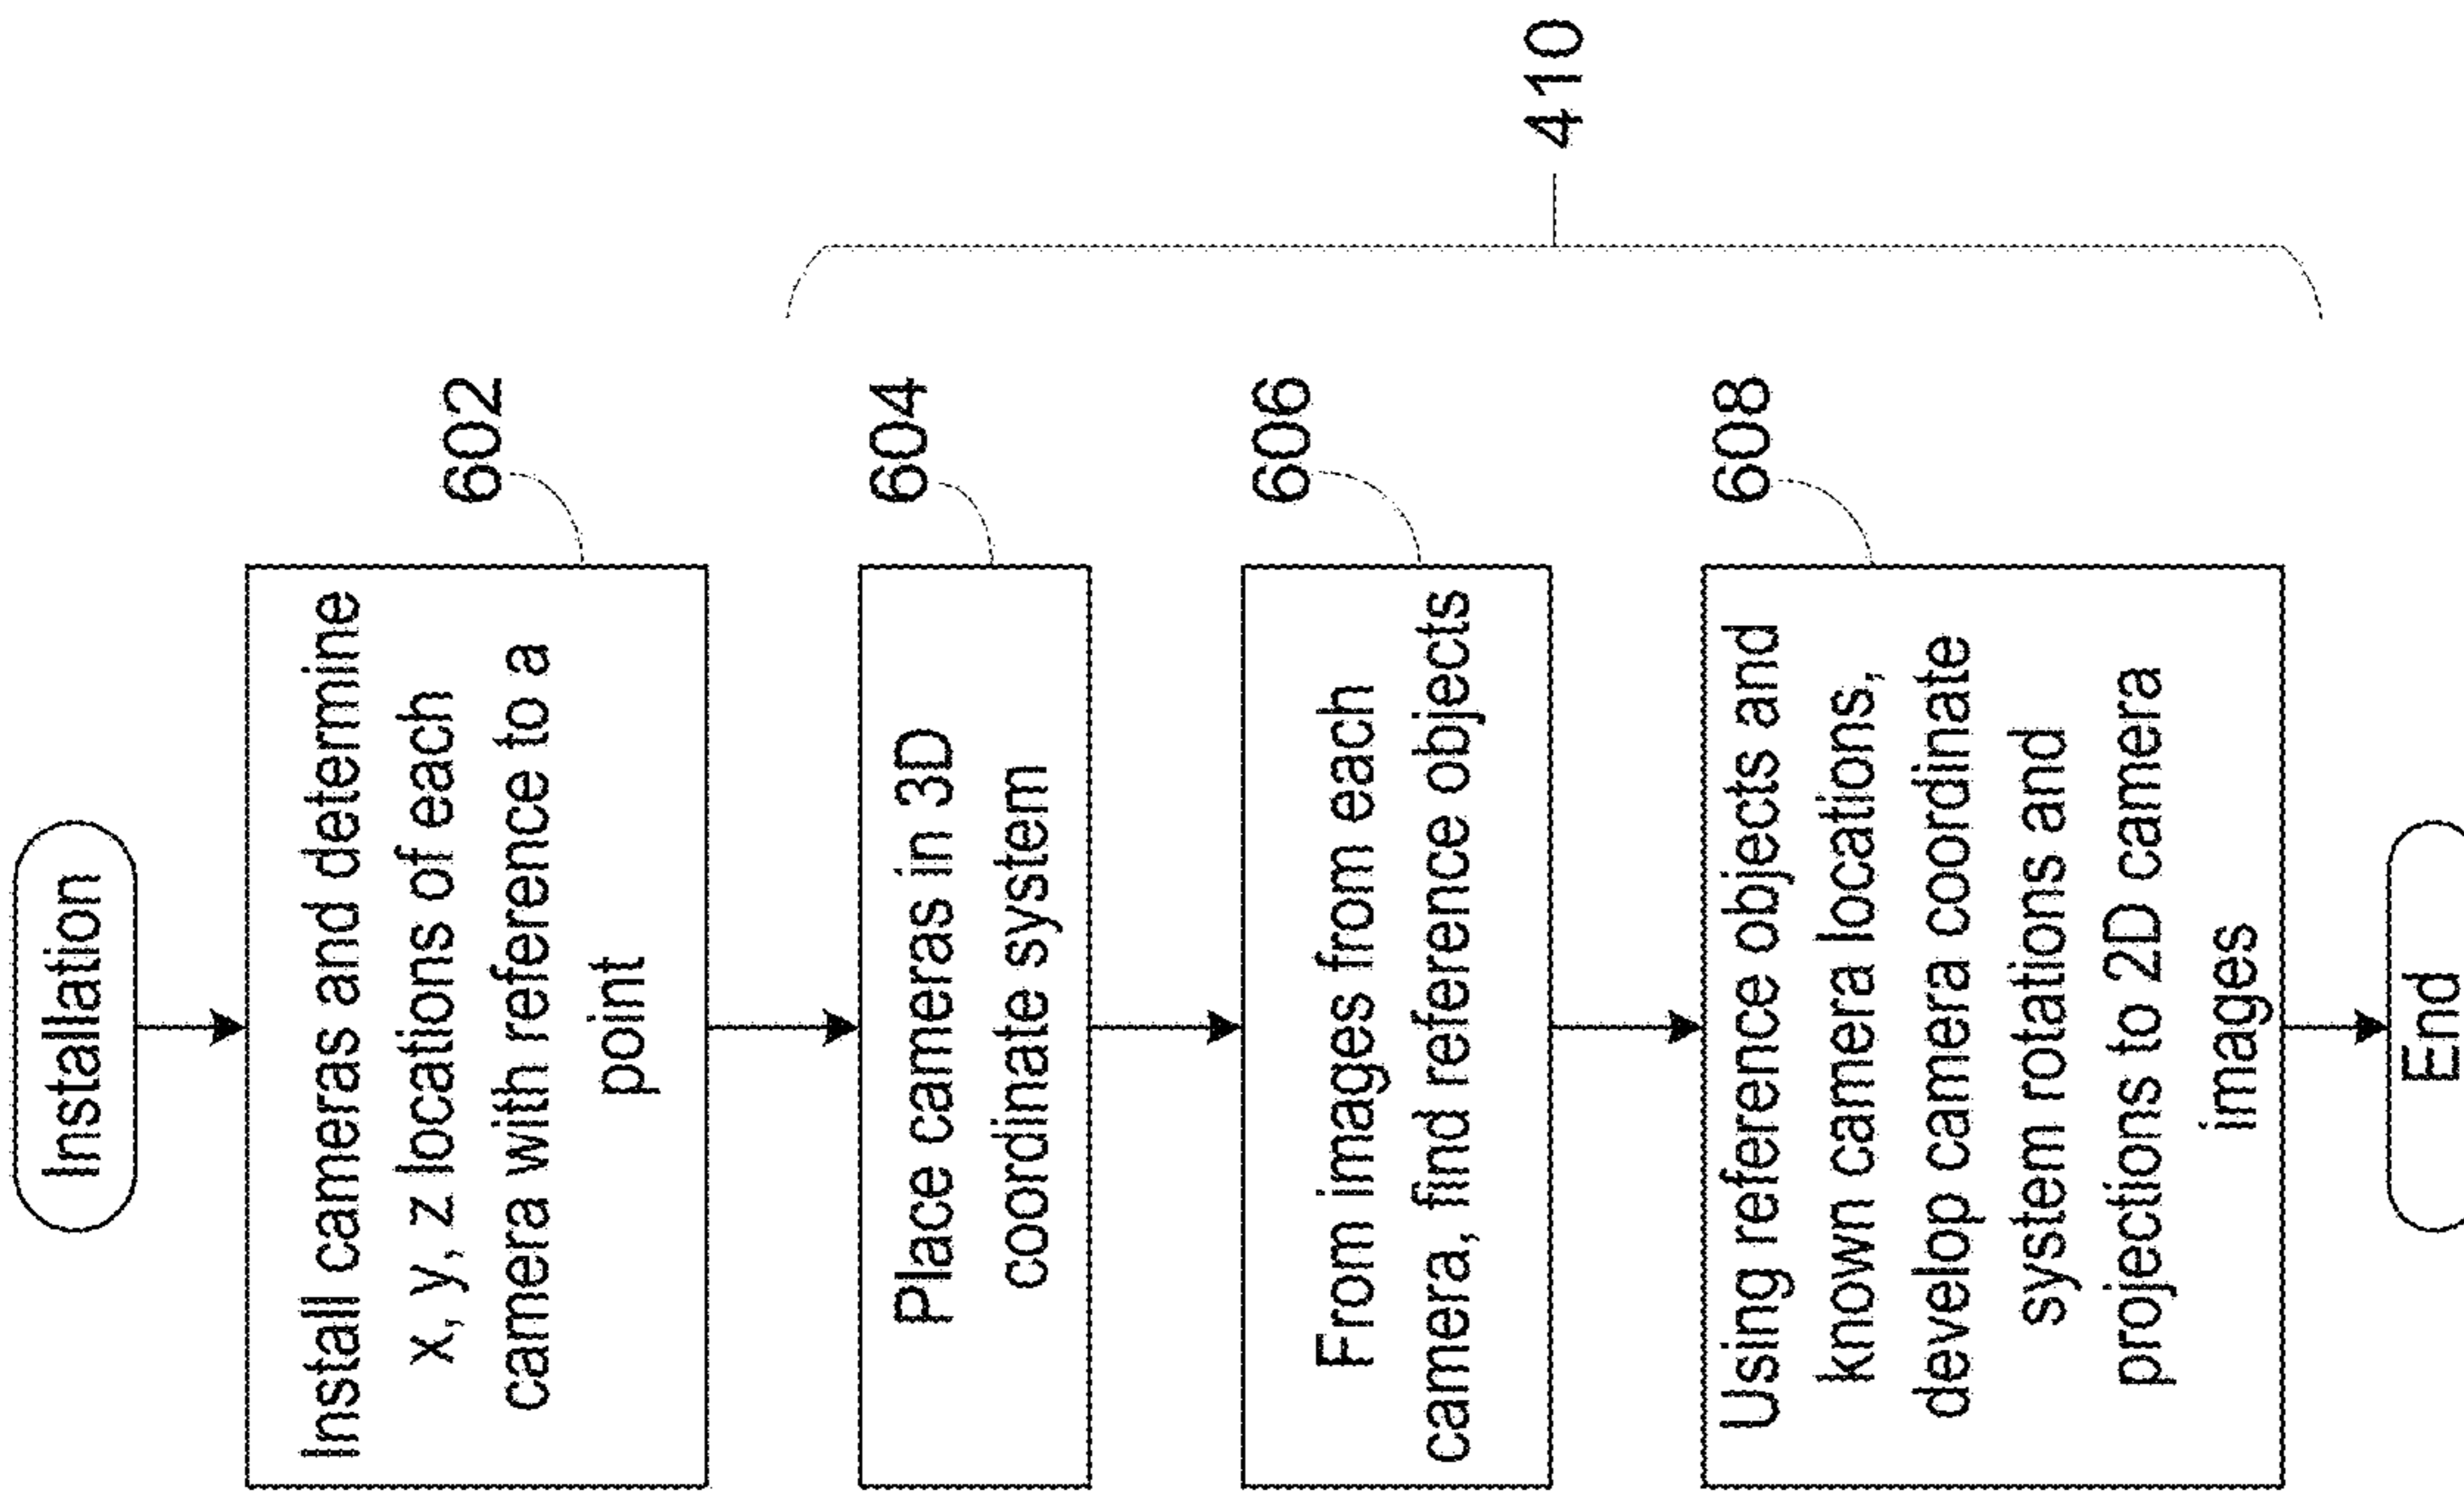 Installation
Install cameras and determine
x, y, z locations of each
camera with reference to a
point
602
Place cameras in 3D
coordinate system
604
From images from each
camera, find reference objects
606
Using reference objects and
known camera locations,
develop camera coordinate
system rotations and
projections to 2D camera
images
608
410
End